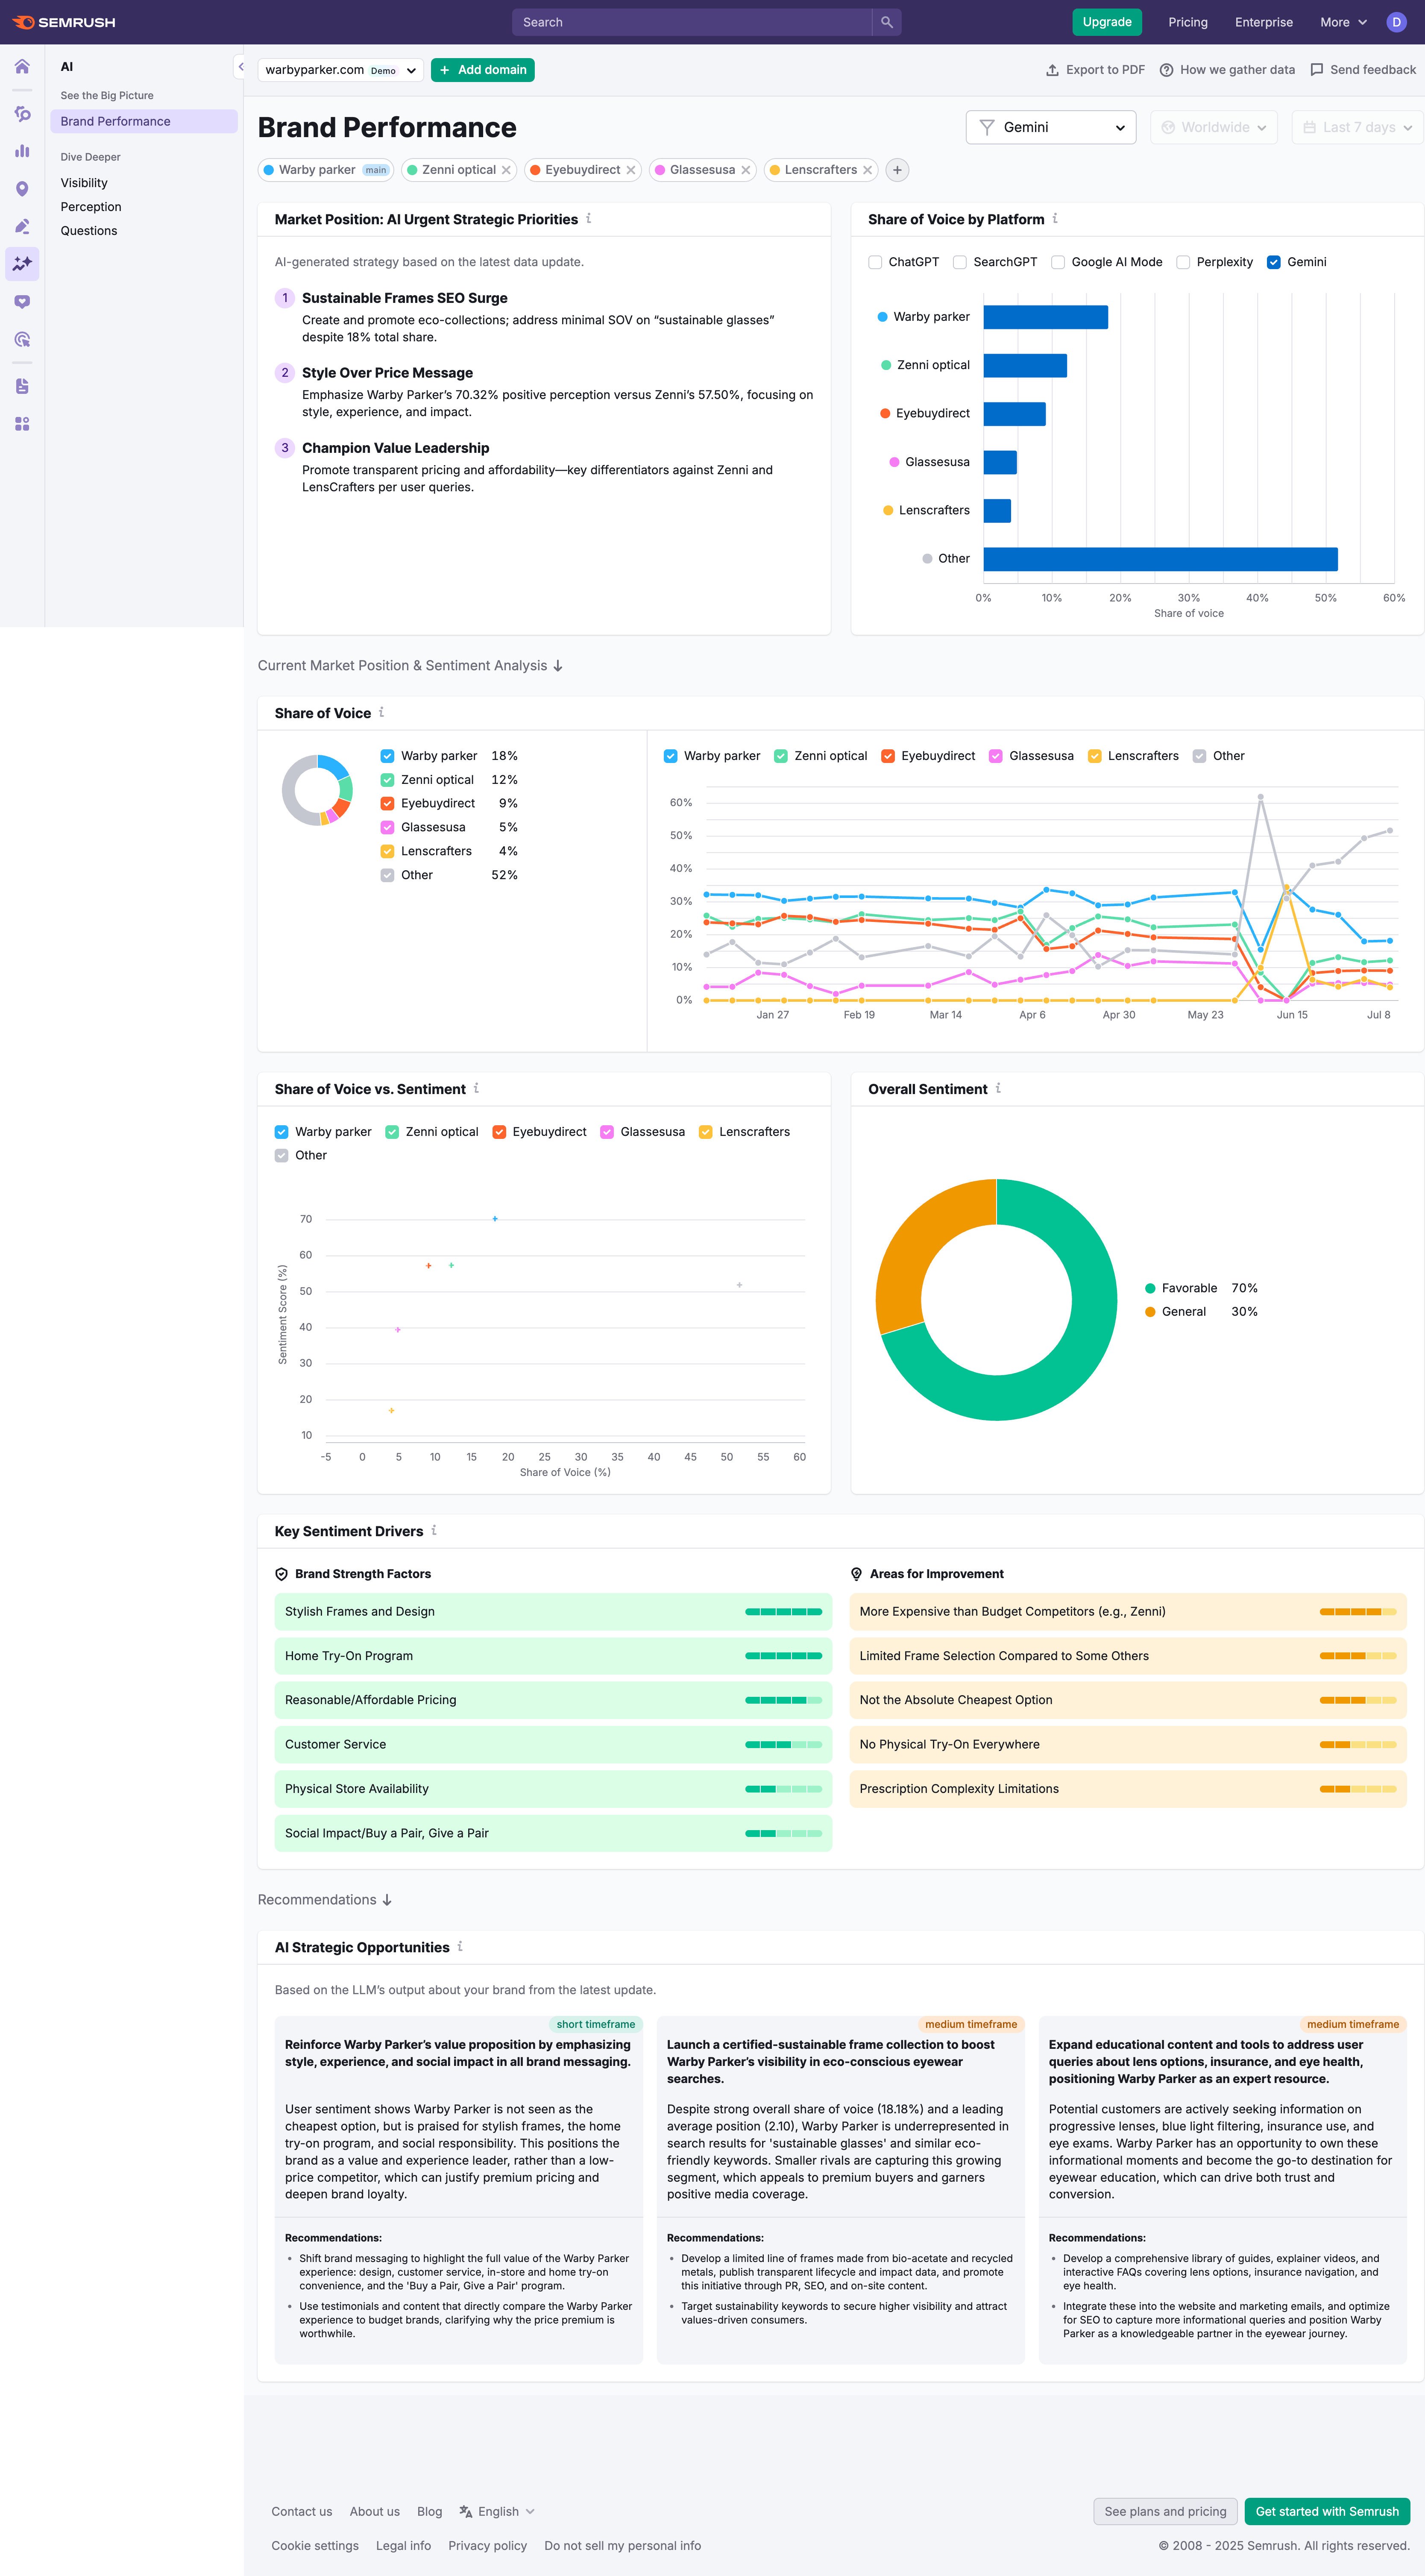 SEMRUSH
Search
Upgrade
Pricing
Enterprise
More
D
AI
See the Big Picture
Brand Performance
Dive Deeper
Visibility
Perception
Questions
warbyparker.com Demo
+ Add domain
Export to PDF
How we gather data
Send feedback
Brand Performance
Gemini
Worldwide
Last 7 days
Warby parker main
Zenni optical
Eyebuydirect
Glassesusa
Lenscrafters
+
Market Position: AI Urgent Strategic Priorities
AI-generated strategy based on the latest data update.
1 Sustainable Frames SEO Surge
Create and promote eco-collections; address minimal SOV on “sustainable glasses”
despite 18% total share.
2 Style Over Price Message
Emphasize Warby Parker’s 70.32% positive perception versus Zenni’s 57.50%, focusing on
style, experience, and impact.
3 Champion Value Leadership
Promote transparent pricing and affordability—key differentiators against Zenni and
LensCrafters per user queries.
Share of Voice by Platform
ChatGPT SearchGPT Google AI Mode Perplexity Gemini
Warby parker
Zenni optical
Eyebuydirect
Glassesusa
Lenscrafters
Other
0% 10% 20% 30% 40% 50% 60%
Share of voice
Current Market Position & Sentiment Analysis
Share of Voice
Warby parker 18%
Zenni optical 12%
Eyebuydirect 9%
Glassesusa 5%
Lenscrafters 4%
Other 52%
Warby parker Zenni optical Eyebuydirect Glassesusa Lenscrafters Other
60%
50%
40%
30%
20%
10%
0%
Jan 27 Feb 19 Mar 14 Apr 6 Apr 30 May 23 Jun 15 Jul 8
Share of Voice vs. Sentiment
Warby parker Zenni optical Eyebuydirect Glassesusa Lenscrafters
Other
Sentiment Score (%)
70
60
50
40
30
20
10
-5 0 5 10 15 20 25 30 35 40 45 50 55 60
Share of Voice (%)
Overall Sentiment
Favorable 70%
General 30%
Key Sentiment Drivers
Brand Strength Factors
Stylish Frames and Design
Home Try-On Program
Reasonable/Affordable Pricing
Customer Service
Physical Store Availability
Social Impact/Buy a Pair, Give a Pair
Areas for Improvement
More Expensive than Budget Competitors (e.g., Zenni)
Limited Frame Selection Compared to Some Others
Not the Absolute Cheapest Option
No Physical Try-On Everywhere
Prescription Complexity Limitations
Recommendations
AI Strategic Opportunities
Based on the LLM’s output about your brand from the latest update.
short timeframe
Reinforce Warby Parker’s value proposition by emphasizing
style, experience, and social impact in all brand messaging.
User sentiment shows Warby Parker is not seen as the
cheapest option, but is praised for stylish frames, the home
try-on program, and social responsibility. This positions the
brand as a value and experience leader, rather than a low-
price competitor, which can justify premium pricing and
deepen brand loyalty.
Recommendations:
• Shift brand messaging to highlight the full value of the Warby Parker
experience: design, customer service, in-store and home try-on
convenience, and the 'Buy a Pair, Give a Pair' program.
• Use testimonials and content that directly compare the Warby Parker
experience to budget brands, clarifying why the price premium is
worthwhile.
medium timeframe
Launch a certified-sustainable frame collection to boost
Warby Parker’s visibility in eco-conscious eyewear
searches.
Despite strong overall share of voice (18.18%) and a leading
average position (2.10), Warby Parker is underrepresented in
search results for 'sustainable glasses' and similar eco-
friendly keywords. Smaller rivals are capturing this growing
segment, which appeals to premium buyers and garners
positive media coverage.
Recommendations:
• Develop a limited line of frames made from bio-acetate and recycled
metals, publish transparent lifecycle and impact data, and promote
this initiative through PR, SEO, and on-site content.
• Target sustainability keywords to secure higher visibility and attract
values-driven consumers.
medium timeframe
Expand educational content and tools to address user
queries about lens options, insurance, and eye health,
positioning Warby Parker as an expert resource.
Potential customers are actively seeking information on
progressive lenses, blue light filtering, insurance use, and
eye exams. Warby Parker has an opportunity to own these
informational moments and become the go-to destination for
eyewear education, which can drive both trust and
conversion.
Recommendations:
• Develop a comprehensive library of guides, explainer videos, and
interactive FAQs covering lens options, insurance navigation, and
eye health.
• Integrate these into the website and marketing emails, and optimize
for SEO to capture more informational queries and position Warby
Parker as a knowledgeable partner in the eyewear journey.
Contact us About us Blog English
See plans and pricing
Get started with Semrush
Cookie settings Legal info Privacy policy Do not sell my personal info
© 2008 - 2025 Semrush. All rights reserved.